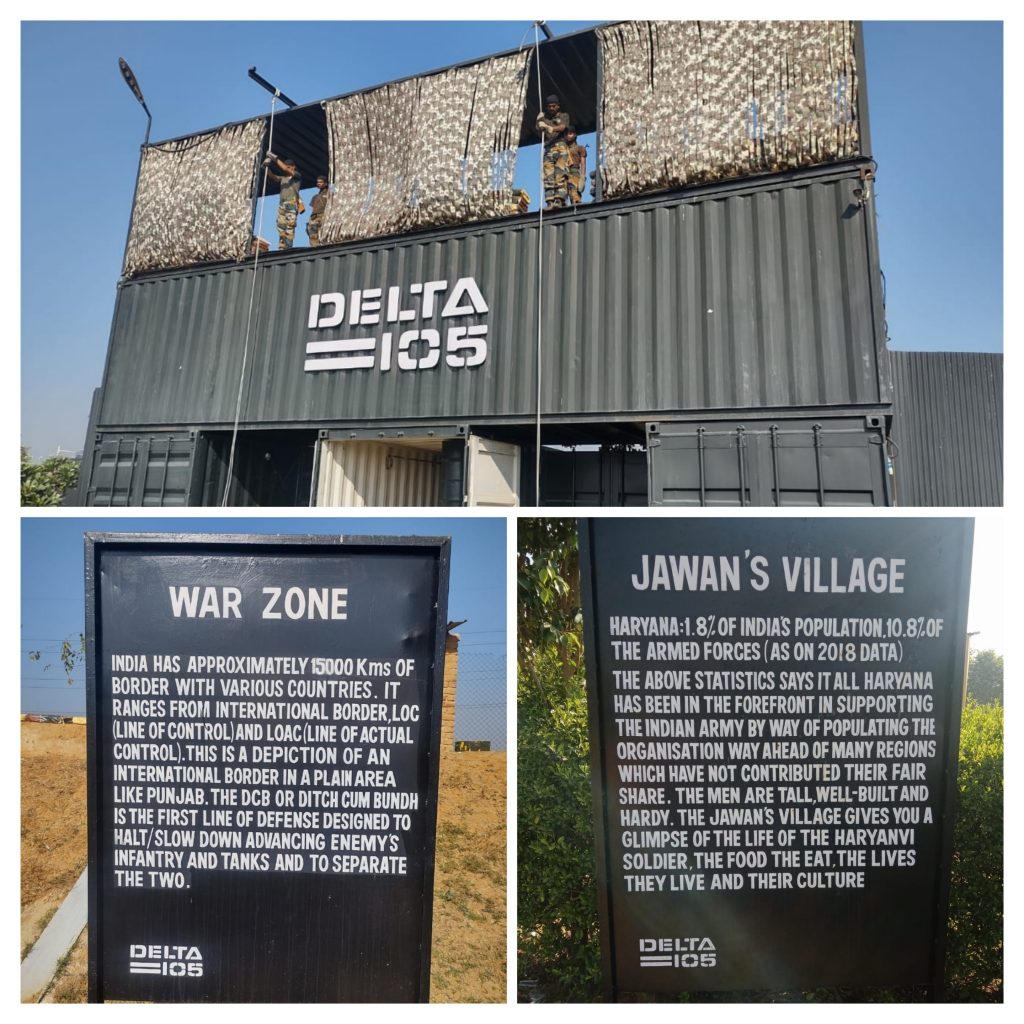 DELTA
105
WAR ZONE
INDIA HAS APPROXIMATELY 15000 Kms OF
BORDER WITH VARIOUS COUNTRIES. IT
RANGES FROM INTERNATIONAL BORDER,LOC
(LINE OF CONTROL) AND LOAC (LINE OF ACTUAL
CONTROL).THIS IS A DEPICTION OF AN
INTERNATIONAL BORDER IN A PLAIN AREA
LIKE PUNJAB. THE DCB OR DITCH CUM BUNDH
IS THE FIRST LINE OF DEFENSE DESIGNED TO
HALT/SLOW DOWN ADVANCING ENEMY'S
INFANTRY AND TANKS AND TO SEPARATE
THE TWO.
DELTA
105
JAWAN'S VILLAGE
HARYANA:1.8% OF INDIA'S POPULATION,10.8% OF
THE ARMED FORCES (AS ON 2018 DATA)
THE ABOVE STATISTICS SAYS IT ALL HARYANA
HAS BEEN IN THE FOREFRONT IN SUPPORTING
THE INDIAN ARMY BY WAY OF POPULATING THE
ORGANISATION WAY AHEAD OF MANY REGIONS
WHICH HAVE NOT CONTRIBUTED THEIR FAIR
SHARE. THE MEN ARE TALL,WELL-BUILT AND
HARDY. THE JAWAN'S VILLAGE GIVES YOU A
GLIMPSE OF THE LIFE OF THE HARYANVI
SOLDIER,THE FOOD THE EAT,THE LIVES
THEY LIVE AND THEIR CULTURE
DELTA
105